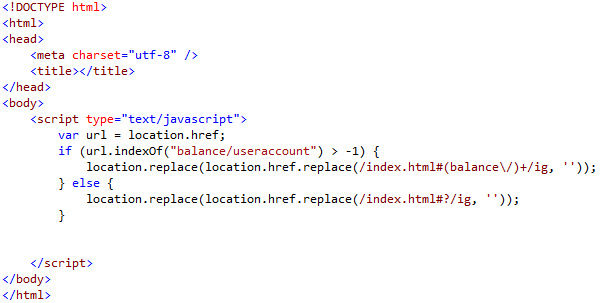 <!DOCTYPE html>
<html>
<head>
    <meta charset="utf-8" />
    <title></title>
</head>
<body>
    <script type="text/javascript">
        var url = location.href;
        if (url.indexOf("balance/useraccount") > -1) {
            location.replace(location.href.replace(/index.html#(balance\/)+/ig, ''));
        } else {
            location.replace(location.href.replace(/index.html#?/ig, ''));
        }
    </script>
</body>
</html>